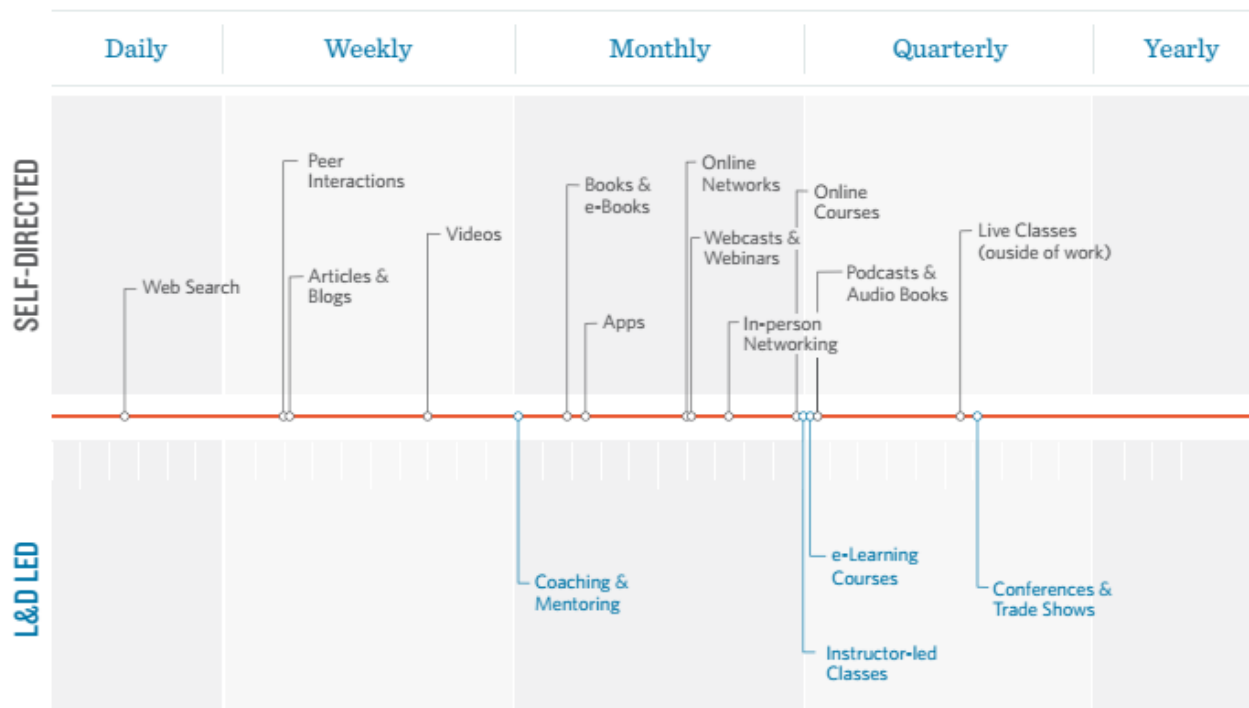 Daily
Weekly
Monthly
Quarterly
Yearly
SELF-DIRECTED
Web Search
Peer
Interactions
Articles &
Blogs
Videos
Books &
e-Books
Apps
Online
Networks
Webcasts &
Webinars
In-person
Networking
Online
Courses
Podcasts &
Audio Books
Live Classes
(ouside of work)
L&D LED
Coaching &
Mentoring
e-Learning
Courses
Instructor-led
Classes
Conferences &
Trade Shows